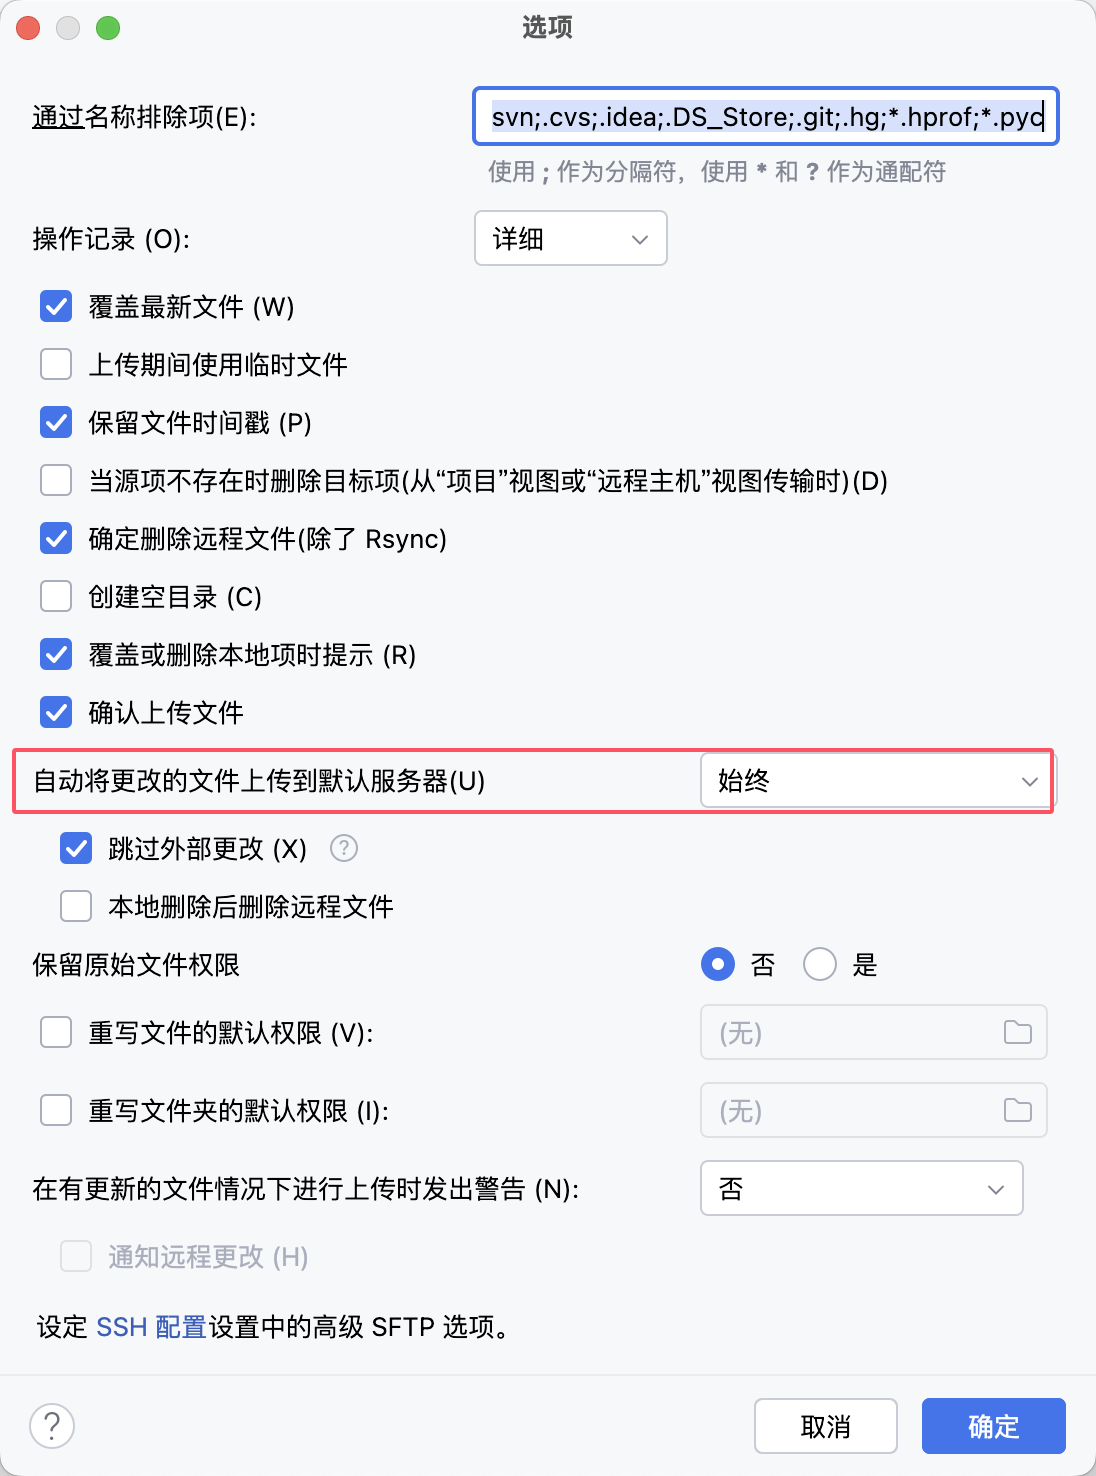 选项
通过名称排除项(E):
svn;.cvs;.idea;.DS_Store;.git;.hg;*.hprof;*.pyc
使用 ; 作为分隔符，使用 * 和 ? 作为通配符
操作记录 (O):
详细
覆盖最新文件 (W)
上传期间使用临时文件
保留文件时间戳 (P)
当源项不存在时删除目标项(从“项目”视图或“远程主机”视图传输时)(D)
确定删除远程文件(除了 Rsync)
创建空目录 (C)
覆盖或删除本地项时提示 (R)
确认上传文件
自动将更改的文件上传到默认服务器(U)
始终
跳过外部更改 (X) ?
本地删除后删除远程文件
保留原始文件权限
否 是
重写文件的默认权限 (V):
(无)
重写文件夹的默认权限 (I):
(无)
在有更新的文件情况下进行上传时发出警告 (N):
否
通知远程更改 (H)
设定 SSH 配置设置中的高级 SFTP 选项。
?
取消
确定